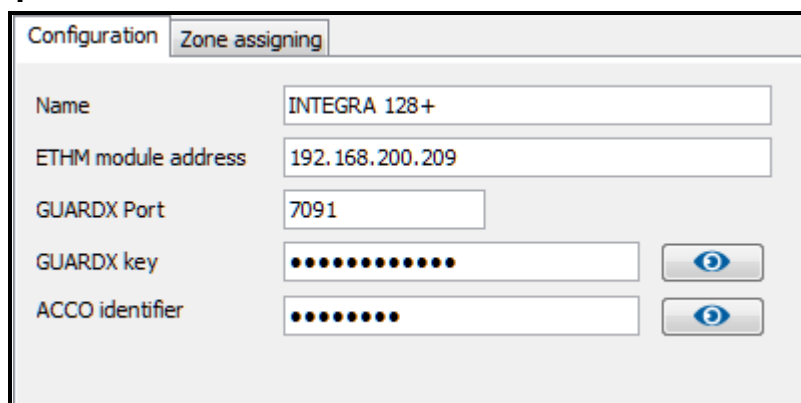 Configuration Zone assigning
Name INTEGRA 128+
ETHM module address 192.168.200.209
GUARDX Port 7091
GUARDX key ••••••••••••
ACCO identifier ••••••••